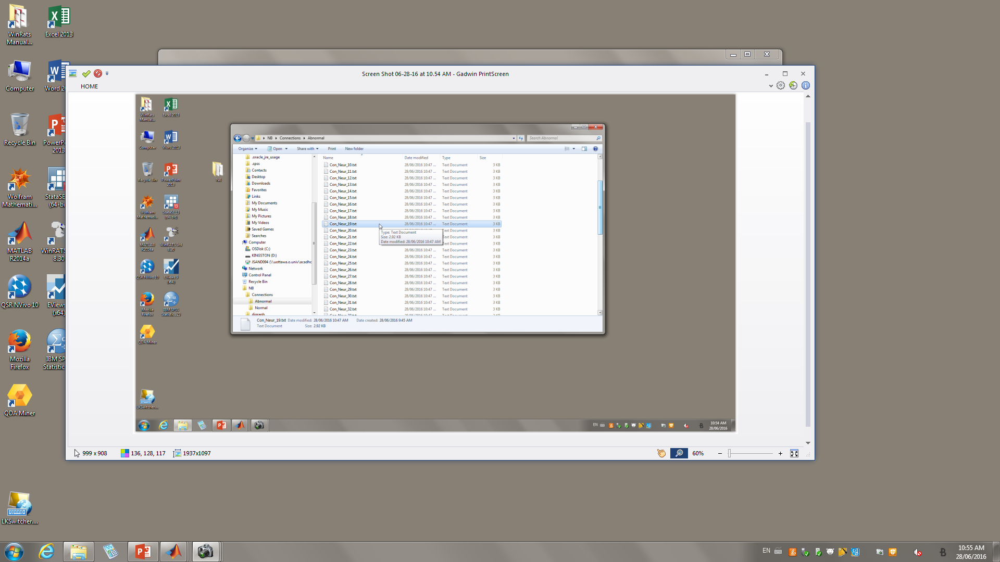 WinRats
Manual...
Excel 2013
Computer
Word 2
Recycle Bin
PowerP
2013
Wolfram
Mathemati...
StataSE
(64-bi
MATLAB
R2014a
WinRATS
8.30
QSR NVivo 10
EViews
(x64)
Mozilla
Firefox
IBM SP
Statistic
QDA Miner
LKSwitcher....
Screen Shot 06-28-16 at 10.54 AM - Gadwin PrintScreen
HOME
WinRats
Manual...
Excel 2013
Computer
Word 2013
Recycle Bin
PowerPoint
2013
NB
Wolfram
Mathemati...
StataSE 13
(64-bit)
MATLAB
R2014a
WinRATS Std
8.30
QSR NVivo 10
EViews 9
(x64)
Mozilla
Firefox
IBM SPSS
Statistics 23
QDA Miner
LKSwitcher....
NB Connections Abnormal
Search Abnormal
Organize Open Share with Print New folder
.oracle_jre_usage
.spss
Contacts
Desktop
Downloads
Favorites
Links
My Documents
My Music
My Pictures
My Videos
Saved Games
Searches
Computer
OSDisk (C:)
KINGSTON (D:)
JSAND094 (\\uottawa.o.univ\acadhc
Network
Control Panel
Recycle Bin
NB
Connections
Abnormal
Normal
digraph
Name Date modified Type Size
Con_Neur_10.txt 28/06/2016 10:47 ... Text Document 3 KB
Con_Neur_11.txt 28/06/2016 10:47 ... Text Document 3 KB
Con_Neur_12.txt 28/06/2016 10:47 ... Text Document 3 KB
Con_Neur_13.txt 28/06/2016 10:47 ... Text Document 3 KB
Con_Neur_14.txt 28/06/2016 10:47 ... Text Document 3 KB
Con_Neur_15.txt 28/06/2016 10:47 ... Text Document 3 KB
Con_Neur_16.txt 28/06/2016 10:47 ... Text Document 3 KB
Con_Neur_17.txt 28/06/2016 10:47 ... Text Document 3 KB
Con_Neur_18.txt 28/06/2016 10:47 ... Text Document 3 KB
Con_Neur_19.txt 28/06/2016 10:47 ... Text Document 3 KB
Con_Neur_20.txt 3 KB
Con_Neur_21.txt 3 KB
Con_Neur_22.txt 3 KB
Type: Text Document
Size: 2.92 KB
Date modified: 28/06/2016 10:47 AM
Con_Neur_23.txt 28/06/2016 10:47 ... Text Document 3 KB
Con_Neur_24.txt 28/06/2016 10:47 ... Text Document 3 KB
Con_Neur_25.txt 28/06/2016 10:47 ... Text Document 3 KB
Con_Neur_26.txt 28/06/2016 10:47 ... Text Document 3 KB
Con_Neur_27.txt 28/06/2016 10:47 ... Text Document 3 KB
Con_Neur_28.txt 28/06/2016 10:47 ... Text Document 3 KB
Con_Neur_29.txt 28/06/2016 10:47 ... Text Document 3 KB
Con_Neur_30.txt 28/06/2016 10:47 ... Text Document 3 KB
Con_Neur_31.txt 28/06/2016 10:47 ... Text Document 3 KB
Con_Neur_32.txt 28/06/2016 10:47 ... Text Document 3 KB
Con_Neur_19.txt Date modified: 28/06/2016 10:47 AM Date created: 28/06/2016 9:45 AM
Text Document Size: 2.92 KB
EN
10:54 AM
28/06/2016
999 x 908 136, 128, 117 1937x1097
60%
EN
10:55 AM
28/06/2016